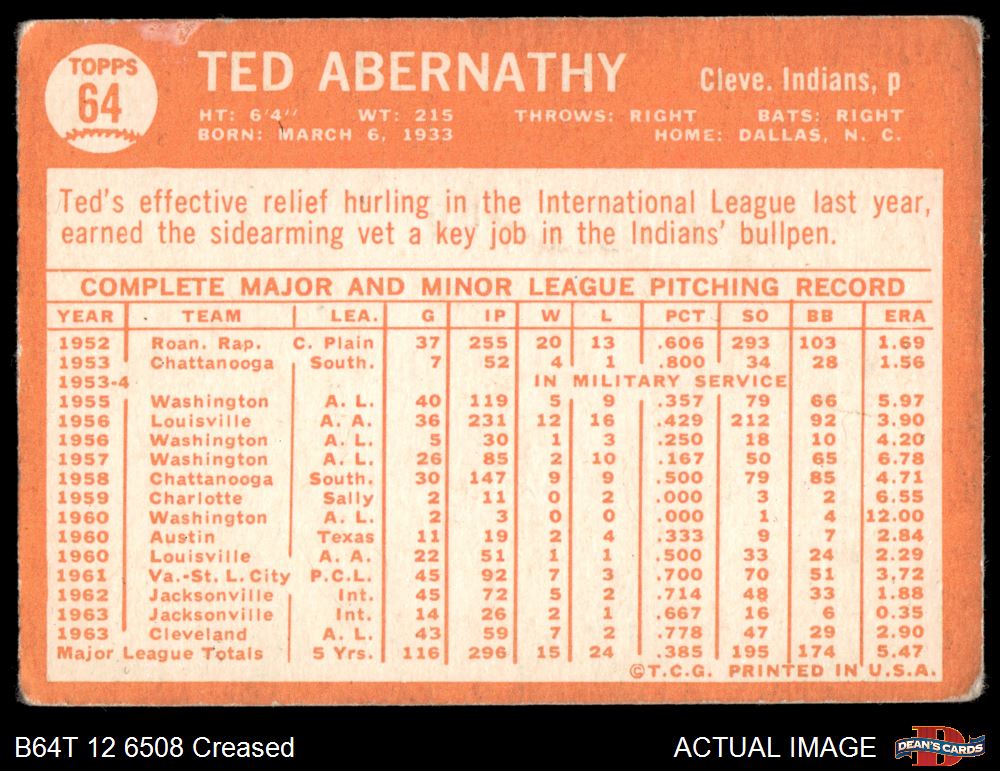 TOPPS
64
TED ABERNATHY
Cleve. Indians, p
HT: 6'4" WT: 215 THROWS: RIGHT BATS: RIGHT
BORN: MARCH 6, 1933 HOME: DALLAS, N. C.
Ted's effective relief hurling in the International League last year,
earned the sidearming vet a key job in the Indians' bullpen.
COMPLETE MAJOR AND MINOR LEAGUE PITCHING RECORD
YEAR TEAM LEA. G IP W L PCT SO BB ERA
1952 Roan. Rap. C. Plain 37 255 20 13 .606 293 103 1.69
1953 Chattanooga South. 7 52 4 1 .800 34 28 1.56
1953-4 IN MILITARY SERVICE
1955 Washington A. L. 40 119 5 9 .357 79 66 5.97
1956 Louisville A. A. 36 231 12 16 .429 212 92 3.90
1956 Washington A. L. 5 30 1 3 .250 18 10 4.20
1957 Washington A. L. 26 85 2 10 .167 50 65 6.78
1958 Chattanooga South. 30 147 9 9 .500 79 85 4.71
1959 Charlotte Sally 2 11 0 2 .000 3 2 6.55
1960 Washington A. L. 2 3 0 0 .000 1 4 12.00
1960 Austin Texas 11 19 2 4 .333 9 7 2.84
1960 Louisville A. A. 22 51 1 1 .500 33 24 2.29
1961 Va.-St. L. City P.C.L. 45 92 7 3 .700 70 51 3.72
1962 Jacksonville Int. 45 72 5 2 .714 48 33 1.88
1963 Jacksonville Int. 14 26 2 1 .667 16 6 0.35
1963 Cleveland A. L. 43 59 7 2 .778 47 29 2.90
Major League Totals 5 Yrs. 116 296 15 24 .385 195 174 5.47
©T.C.G. PRINTED IN U.S.A.
B64T 12 6508 Creased
ACTUAL IMAGE
D
DEAN'S CARDS